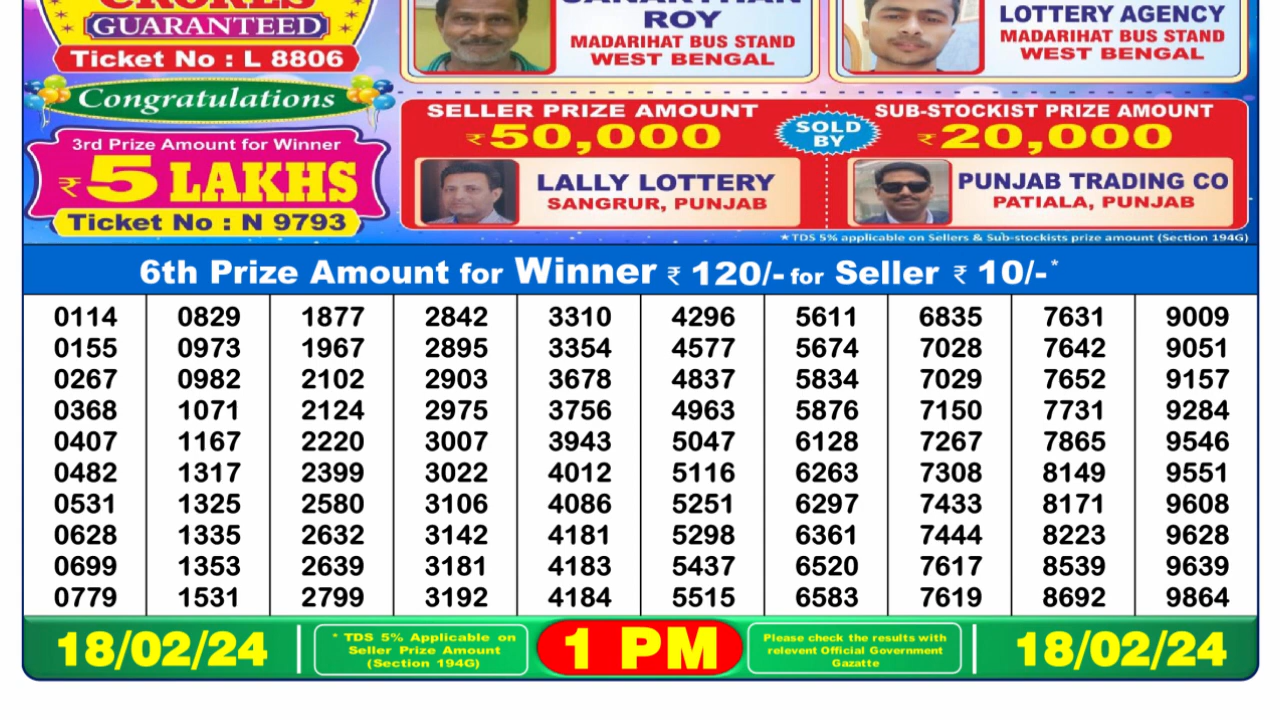 CRORES
GUARANTEED
Ticket No : L 8806
ROY
MADARIHAT BUS STAND
WEST BENGAL
LOTTERY AGENCY
MADARIHAT BUS STAND
WEST BENGAL
Congratulations
3rd Prize Amount for Winner
₹ 5 LAKHS
Ticket No : N 9793
SELLER PRIZE AMOUNT
₹ 50,000
SOLD BY
SUB-STOCKIST PRIZE AMOUNT
₹ 20,000
LALLY LOTTERY
SANGRUR, PUNJAB
PUNJAB TRADING CO
PATIALA, PUNJAB
★ TDS 5% applicable on Sellers & Sub-stockists prize amount (Section 194G)
6th Prize Amount for Winner ₹ 120/- for Seller ₹ 10/-*
0114 0829 1877 2842 3310 4296 5611 6835 7631 9009
0155 0973 1967 2895 3354 4577 5674 7028 7642 9051
0267 0982 2102 2903 3678 4837 5834 7029 7652 9157
0368 1071 2124 2975 3756 4963 5876 7150 7731 9284
0407 1167 2220 3007 3943 5047 6128 7267 7865 9546
0482 1317 2399 3022 4012 5116 6263 7308 8149 9551
0531 1325 2580 3106 4086 5251 6297 7433 8171 9608
0628 1335 2632 3142 4181 5298 6361 7444 8223 9628
0699 1353 2639 3181 4183 5437 6520 7617 8539 9639
0779 1531 2799 3192 4184 5515 6583 7619 8692 9864
18/02/24
* TDS 5% Applicable on
Seller Prize Amount
(Section 194G)
1 PM
Please check the results with
relevent Official Government
Gazatte
18/02/24